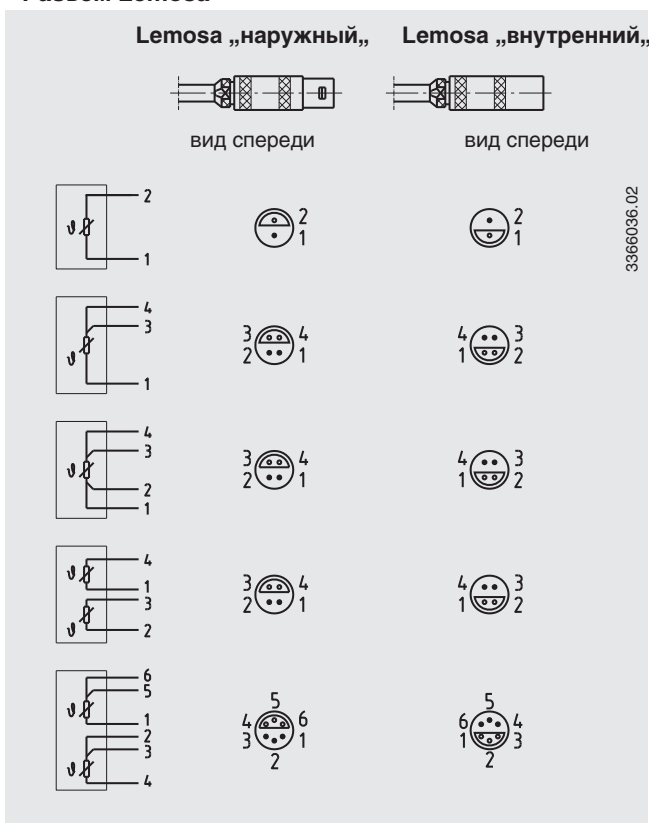 Разъем Lemosa
Lemosa „наружный„ Lemosa „внутренний„
вид спереди вид спереди
3366036.02
2 2 2
1 1 1
4
3 3 4 4 3
1 2 1 1 2
4
3 3 4 4 3
2 2 1 1 2
1
4 3 4 4 3
1
3 2 1 1 2
2
6 5 5
5 4 6 6 4
1 3 1 1 3
2 2 2
3
4